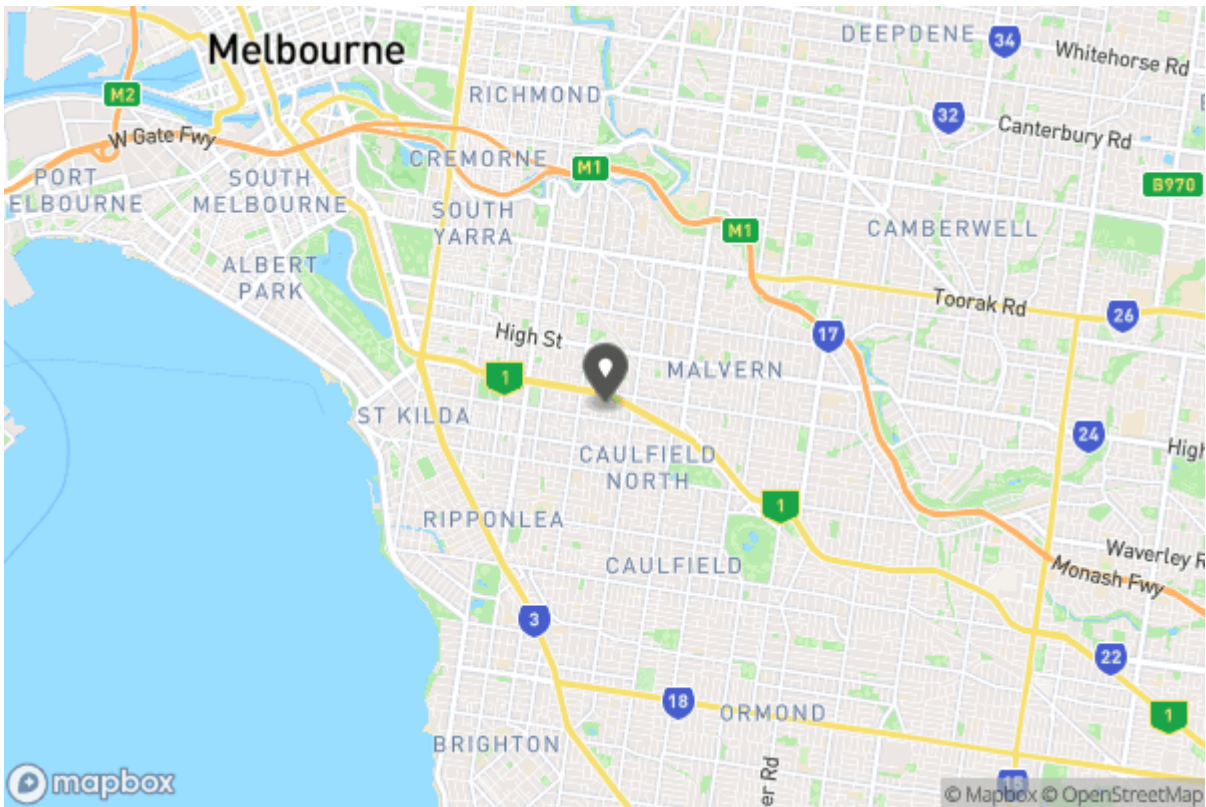 DEEPDENE
34
Whitehorse Rd
Melbourne
M2
RICHMOND
32
Canterbury Rd
W Gate Fwy
CREMORNE
M1
B970
PORT
ELBOURNE
SOUTH
MELBOURNE
SOUTH
YARRA
M1
CAMBERWELL
ALBERT
PARK
Toorak Rd
26
High St
17
MALVERN
1
ST KILDA
24
High
CAULFIELD
NORTH
1
RIPPONLEA
CAULFIELD
Waverley R
Monash Fwy
3
22
18
ORMOND
1
BRIGHTON
er Rd
15
mapbox
© Mapbox © OpenStreetMap